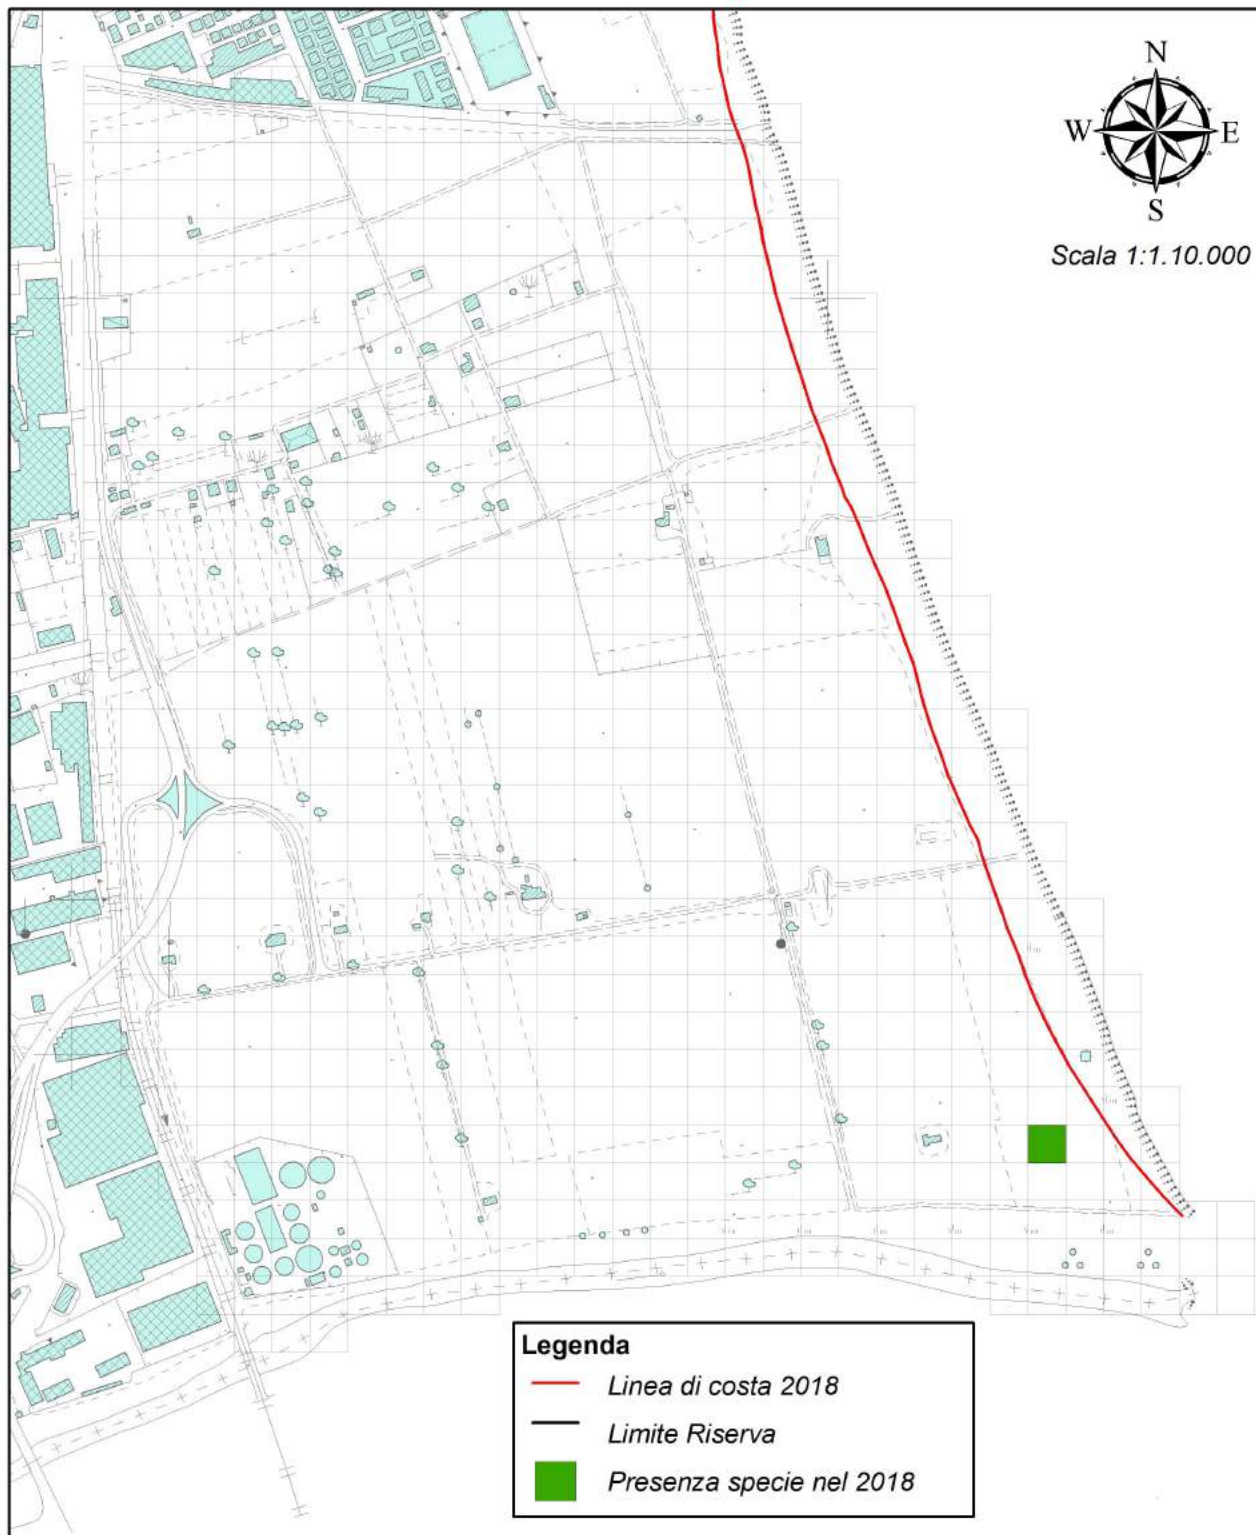 N
W E
S
Scala 1:1.10.000
Legenda
Linea di costa 2018
Limite Riserva
Presenza specie nel 2018